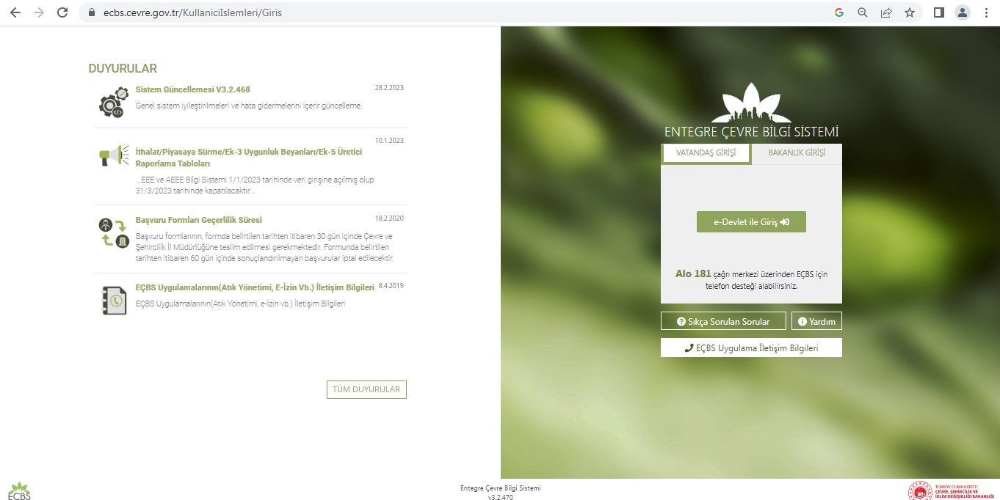 ecbs.cevre.gov.tr/KullaniciIslemleri/Giris
DUYURULAR
Sistem Güncellemesi V3.2.468
28.2.2023
Genel sistem iyileştirilmeleri ve hata gidermelerini içerir güncelleme.
10.1.2023
İthalat/Piyasaya Sürme/Ek-3 Uygunluk Beyanları/Ek-5 Üretici
Raporlama Tabloları
...EEE ve AEEE Bilgi Sistemi 1/1/2023 tarihinde veri girişine açılmış olup
31/3/2023 tarihinde kapatılacaktır...
Başvuru Formları Geçerlilik Süresi
18.2.2020
Başvuru formlarının, formda belirtilen tarihten itibaren 30 gün içinde Çevre ve
Şehircilik İl Müdürlüğüne teslim edilmesi gerekmektedir. Formunda belirtilen
tarihten itibaren 60 gün içinde sonuçlandırılmayan başvurular iptal edilecektir.
EÇBS Uygulamalarının(Atık Yönetimi, E-İzin Vb.) İletişim Bilgileri
8.4.2019
EÇBS Uygulamalarının(Atık Yönetimi, e-İzin vb.) İletişim Bilgileri
TÜM DUYURULAR
ENTEGRE ÇEVRE BİLGİ SİSTEMİ
VATANDAŞ GİRİŞİ
BAKANLIK GİRİŞİ
e-Devlet ile Giriş
Alo 181 çağrı merkezi üzerinden EÇBS için
telefon desteği alabilirsiniz.
Sıkça Sorulan Sorular
Yardım
EÇBS Uygulama İletişim Bilgileri
ECBS
Entegre Çevre Bilgi Sistemi
v3.2.470
TÜRKİYE CUMHURİYETİ
ÇEVRE, ŞEHİRCİLİK VE
İKLİM DEĞİŞİKLİĞİ BAKANLIĞI